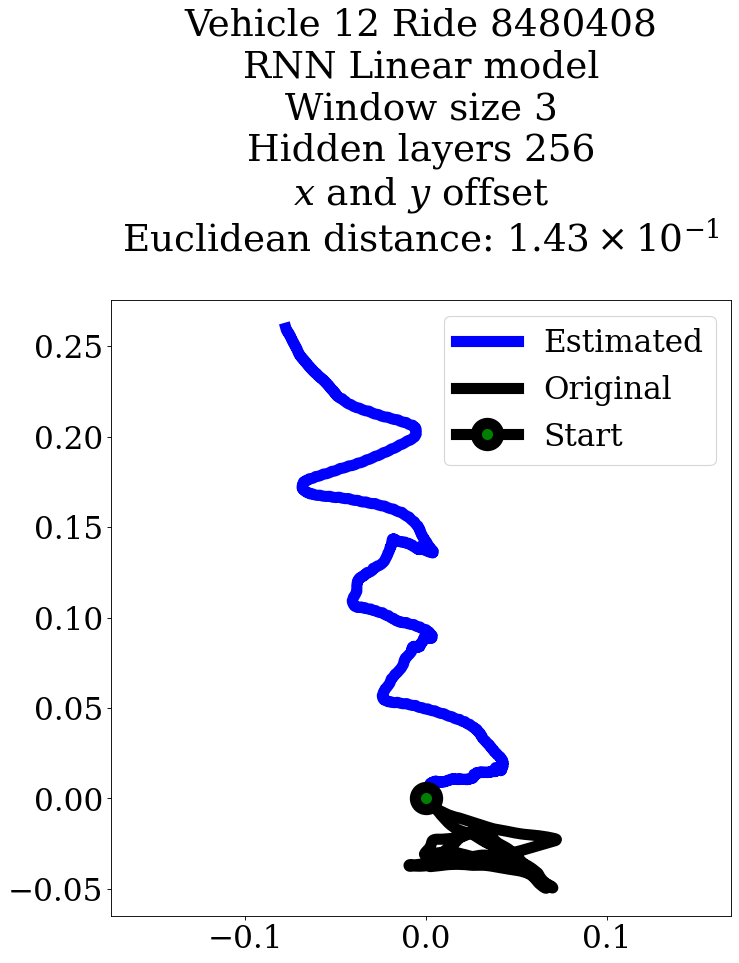 Vehicle 12 Ride 8480408
RNN Linear model
Window size 3
Hidden layers 256
x and y offset
Euclidean distance: 1.43 × 10⁻¹
Estimated
Original
Start
0.25
0.20
0.15
0.10
0.05
0.00
−0.05
−0.1
0.0
0.1